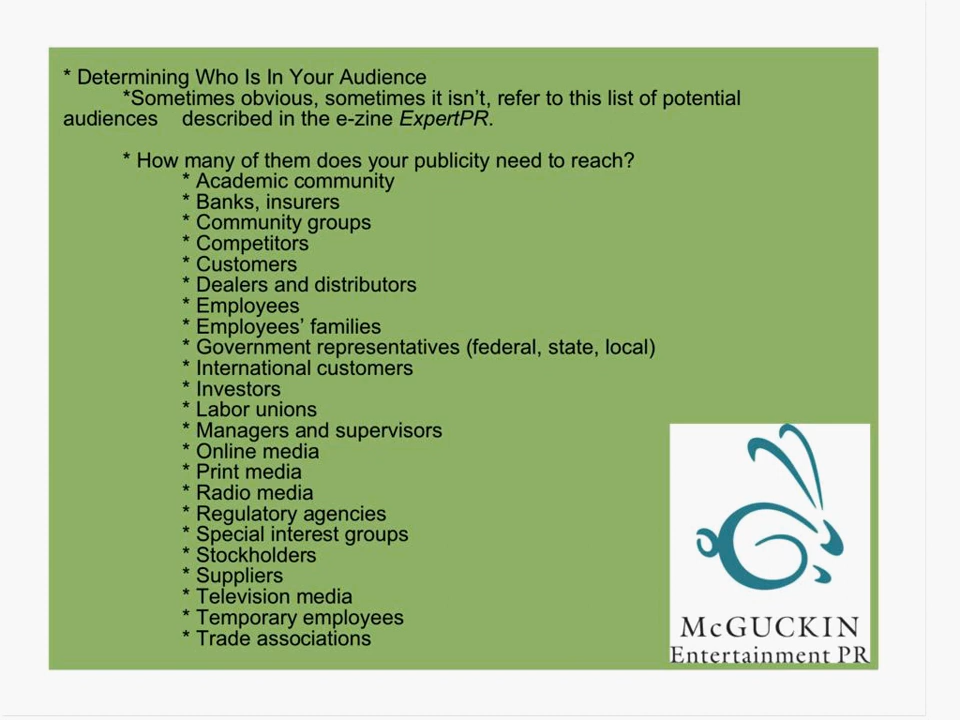 * Determining Who Is In Your Audience
*Sometimes obvious, sometimes it isn’t, refer to this list of potential
audiences described in the e-zine ExpertPR.
* How many of them does your publicity need to reach?
* Academic community
* Banks, insurers
* Community groups
* Competitors
* Customers
* Dealers and distributors
* Employees
* Employees’ families
* Government representatives (federal, state, local)
* International customers
* Investors
* Labor unions
* Managers and supervisors
* Online media
* Print media
* Radio media
* Regulatory agencies
* Special interest groups
* Stockholders
* Suppliers
* Television media
* Temporary employees
* Trade associations
McGUCKIN
Entertainment PR